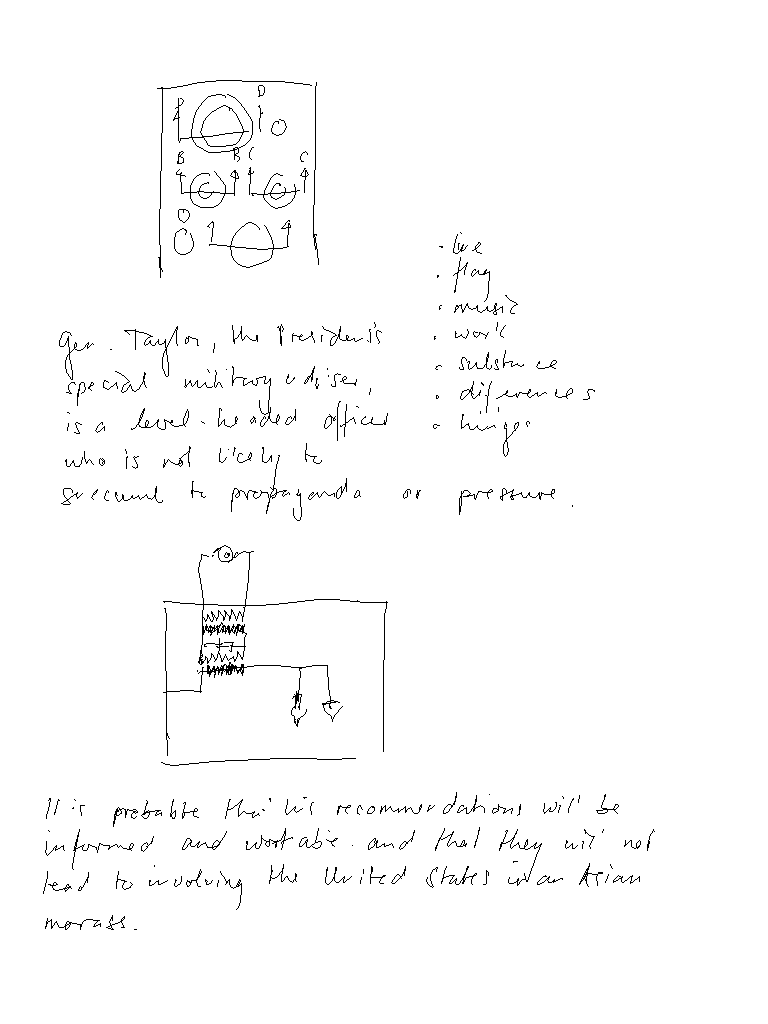 D D
B B C C
Gen. Taylor, the President's
special military adviser,
is a level-headed officer
who is not likely to
succumb to propaganda or pressure.
· live
· flag
· music
· work
· substance
· differences
· hinges
It is probable that his recommendations will be
informed and workable. and that they will not
lead to involving the United States in an Asian
morass.